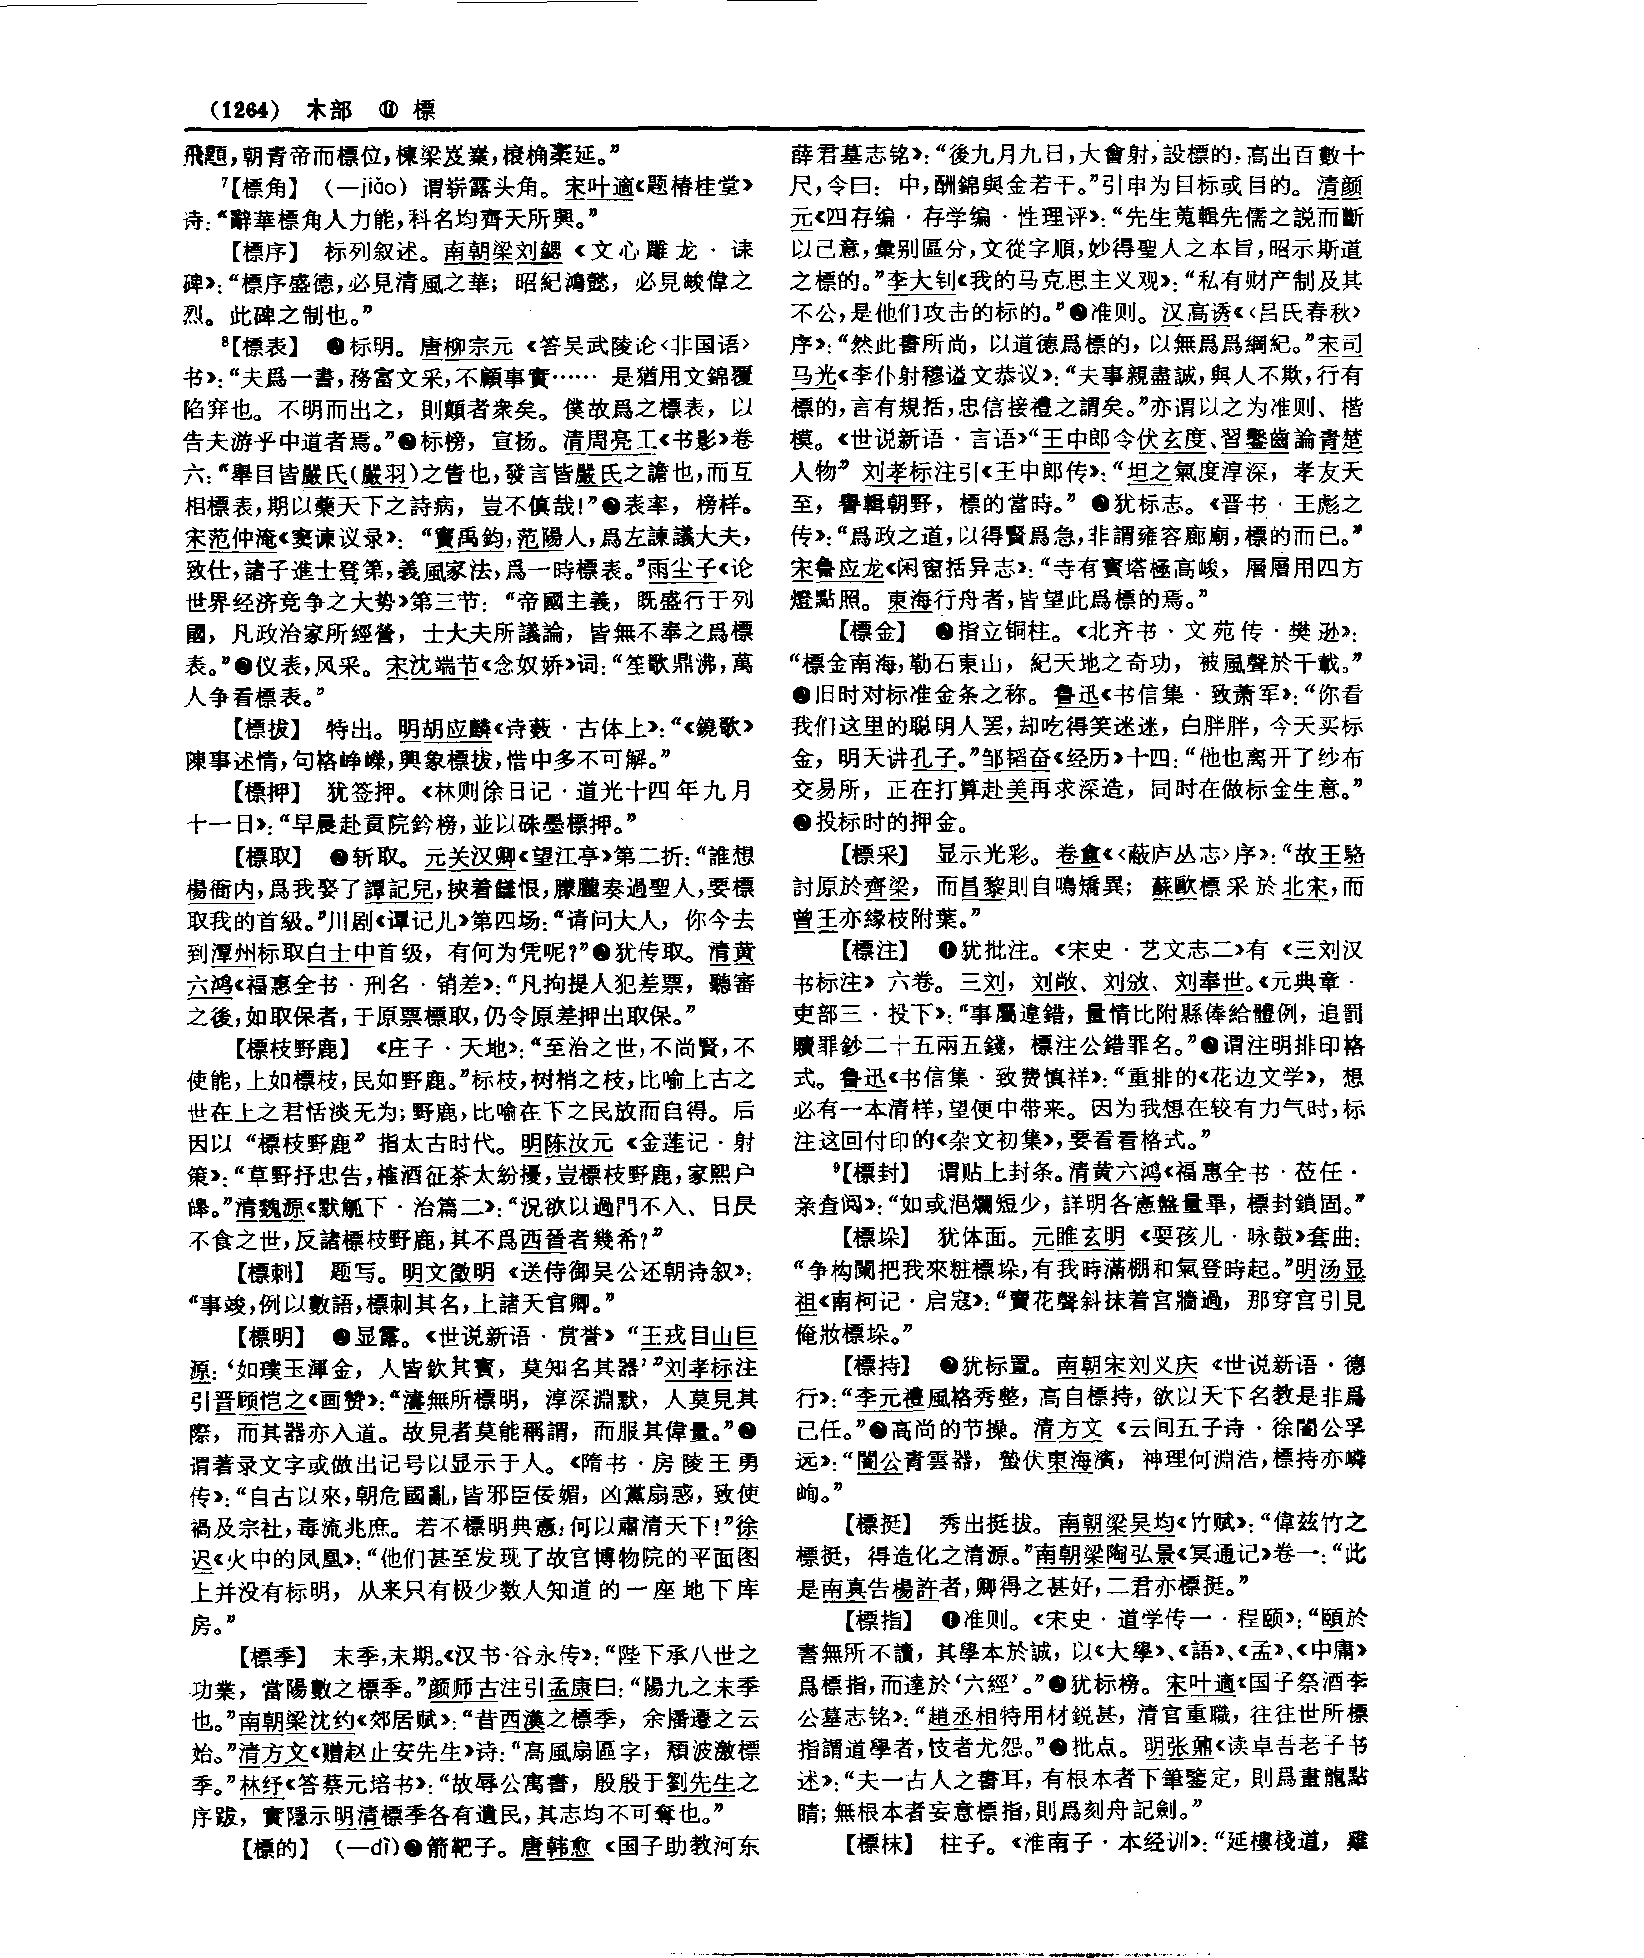 (1264) 木部 ⑪ 標
飛題，朝青帝而標位，棟梁岌嶪，榱桷棻延。”
⁷【標角】 （—jiǎo）谓崭露头角。宋叶適《题椿桂堂》
诗：“辭華標角人力能，科名均齊天所興。”
【標序】 标列叙述。南朝梁刘勰《文心雕龙·诔
碑》：“標序盛德，必見清風之華；昭紀鴻懿，必見峻偉之
烈。此碑之制也。”
⁸【標表】 ❶标明。唐柳宗元《答吴武陵论〈非国语〉
书》：“夫爲一書，務富文采，不顧事實……是猶用文錦覆
陷穽也。不明而出之，則顛者衆矣。僕故爲之標表，以
告夫游乎中道者焉。”❷标榜，宣扬。清周亮工《书影》卷
六：“舉目皆嚴氏（嚴羽）之眚也，發言皆嚴氏之譫也，而互
相標表，期以藥天下之詩病，豈不傎哉！”❸表率，榜样。
宋范仲淹《窦谏议录》：“竇禹鈞，范陽人，爲左諫議大夫，
致仕，諸子進士登第，義風家法，爲一時標表。”雨尘子《论
世界经济竞争之大势》第三节：“帝國主義，既盛行于列
國，凡政治家所經營，士大夫所議論，皆無不奉之爲標
表。”❹仪表，风采。宋沈端节《念奴娇》词：“笙歌鼎沸，萬
人争看標表。”
【標拔】 特出。明胡应麟《诗薮·古体上》：“《鐃歌》
陳事述情，句格崢嶸，興象標拔，惜中多不可解。”
【標押】 犹签押。《林则徐日记·道光十四年九月
十一日》：“早晨赴貢院鈐榜，並以硃墨標押。”
【標取】 ❶斩取。元关汉卿《望江亭》第二折：“誰想
楊衙内，爲我娶了譚記兒，挾着讎恨，朦朧奏過聖人，要標
取我的首級。”川剧《谭记儿》第四场：“请问大人，你今去
到潭州标取白士中首级，有何为凭呢？”❷犹传取。清黄
六鸿《福惠全书·刑名·销差》：“凡拘提人犯差票，聽審
之後，如取保者，于原票標取，仍令原差押出取保。”
【標枝野鹿】 《庄子·天地》：“至治之世，不尚賢，不
使能，上如標枝，民如野鹿。”标枝，树梢之枝，比喻上古之
世在上之君恬淡无为；野鹿，比喻在下之民放而自得。后
因以“標枝野鹿”指太古时代。明陈汝元《金莲记·射
策》：“草野抒忠告，榷酒征茶太紛擾，豈標枝野鹿，家熙户
皞。”清魏源《默觚下·治篇二》：“況欲以過門不入、日昃
不食之世，反諸標枝野鹿，其不爲西晉者幾希？”
【標刺】 题写。明文徵明《送侍御吴公还朝诗叙》：
“事竣，例以數語，標刺其名，上諸天官卿。”
【標明】 ❶显露。《世说新语·赏誉》“王戎目山巨
源：‘如璞玉渾金，人皆欽其寳，莫知名其器’”刘孝标注
引晋顾恺之《画赞》：“濤無所標明，淳深淵默，人莫見其
際，而其器亦入道。故見者莫能稱謂，而服其偉量。”❷
谓著录文字或做出记号以显示于人。《隋书·房陵王勇
传》：“自古以來，朝危國亂，皆邪臣佞媚，凶黨扇惑，致使
禍及宗社，毒流兆庶。若不標明典憲，何以肅清天下！”徐
迟《火中的凤凰》：“他们甚至发现了故宫博物院的平面图
上并没有标明，从来只有极少数人知道的一座地下库
房。”
【標季】 末季，末期。《汉书·谷永传》：“陛下承八世之
功業，當陽數之標季。”颜师古注引孟康曰：“陽九之末季
也。”南朝梁沈约《郊居赋》：“昔西漢之標季，余播遷之云
始。”清方文《赠赵止安先生》诗：“高風扇區宇，頹波激標
季。”林纾《答蔡元培书》：“故辱公寓書，殷殷于劉先生之
序跋，實隱示明清標季各有遺民，其志均不可奪也。”
【標的】 （—dì）❶箭靶子。唐韩愈《国子助教河东
薛君墓志铭》：“後九月九日，大會射，設標的，高出百數十
尺，令曰：中，酬錦與金若干。”引申为目标或目的。清颜
元《四存编·存学编·性理评》：“先生蒐輯先儒之説而斷
以己意，彙别區分，文從字順，妙得聖人之本旨，昭示斯道
之標的。”李大钊《我的马克思主义观》：“私有财产制及其
不公，是他们攻击的标的。”❷准则。汉高诱《〈吕氏春秋〉
序》：“然此書所尚，以道德爲標的，以無爲爲綱紀。”宋司
马光《李仆射穆谥文恭议》：“夫事親盡誠，與人不欺，行有
標的，言有規括，忠信接禮之謂矣。”亦谓以之为准则、楷
模。《世说新语·言语》“王中郎令伏玄度、習鑿齒論青楚
人物” 刘孝标注引《王中郎传》：“坦之氣度淳深，孝友天
至，譽輯朝野，標的當時。” ❸犹标志。《晋书·王彪之
传》：“爲政之道，以得賢爲急，非謂雍容廊廟，標的而已。”
宋鲁应龙《闲窗括异志》：“寺有寳塔極高峻，層層用四方
燈點照。東海行舟者，皆望此爲標的焉。”
【標金】 ❶指立铜柱。《北齐书·文苑传·樊逊》：
“標金南海，勒石東山，紀天地之奇功，被風聲於千載。”
❷旧时对标准金条之称。鲁迅《书信集·致萧军》：“你看
我们这里的聪明人罢，却吃得笑迷迷，白胖胖，今天买标
金，明天讲孔子。”邹韬奋《经历》十四：“他也离开了纱布
交易所，正在打算赴美再求深造，同时在做标金生意。”
❸投标时的押金。
【標采】 显示光彩。卷盦《〈蔽庐丛志〉序》：“故王駱
討原於齊梁，而昌黎則自鳴矯異；蘇歐標采於北宋，而
曾王亦緣枝附葉。”
【標注】 ❶犹批注。《宋史·艺文志二》有《三刘汉
书标注》六卷。三刘，刘敞、刘攽、刘奉世。《元典章·
吏部三·投下》：“事屬違錯，量情比附縣俸給體例，追罰
贖罪鈔二十五兩五錢，標注公錯罪名。”❷谓注明排印格
式。鲁迅《书信集·致费慎祥》：“重排的《花边文学》，想
必有一本清样，望便中带来。因为我想在较有力气时，标
注这回付印的《杂文初集》，要看看格式。”
⁹【標封】 谓贴上封条。清黄六鸿《福惠全书·莅任·
亲查阅》：“如或浥爛短少，詳明各憲盤量畢，標封鎖固。”
【標垛】 犹体面。元睢玄明《耍孩儿·咏鼓》套曲：
“争构闌把我來粧標垛，有我時滿棚和氣登時起。”明汤显
祖《南柯记·启寇》：“賣花聲斜抹着宫牆過，那穿宫引見
俺妝標垛。”
【標持】 ❶犹标置。南朝宋刘义庆《世说新语·德
行》：“李元禮風格秀整，高自標持，欲以天下名教是非爲
己任。”❷高尚的节操。清方文《云间五子诗·徐闇公孚
远》：“闇公青雲器，蟄伏東海濱，神理何淵浩，標持亦嶙
峋。”
【標挺】 秀出挺拔。南朝梁吴均《竹赋》：“偉兹竹之
標挺，得造化之清源。”南朝梁陶弘景《冥通记》卷一：“此
是南真告楊許者，卿得之甚好，二君亦標挺。”
【標指】 ❶准则。《宋史·道学传一·程颐》：“頤於
書無所不讀，其學本於誠，以《大學》、《語》、《孟》、《中庸》
爲標指，而達於‘六經’。”❷犹标榜。宋叶適《国子祭酒李
公墓志铭》：“趙丞相特用材鋭甚，清官重職，往往世所標
指謂道學者，忮者尤怨。”❸批点。明张鼐《读卓吾老子书
述》：“夫一古人之書耳，有根本者下筆鑒定，則爲畫龍點
睛；無根本者妄意標指，則爲刻舟記劍。”
【標枺】 柱子。《淮南子·本经训》：“延樓棧道，雞